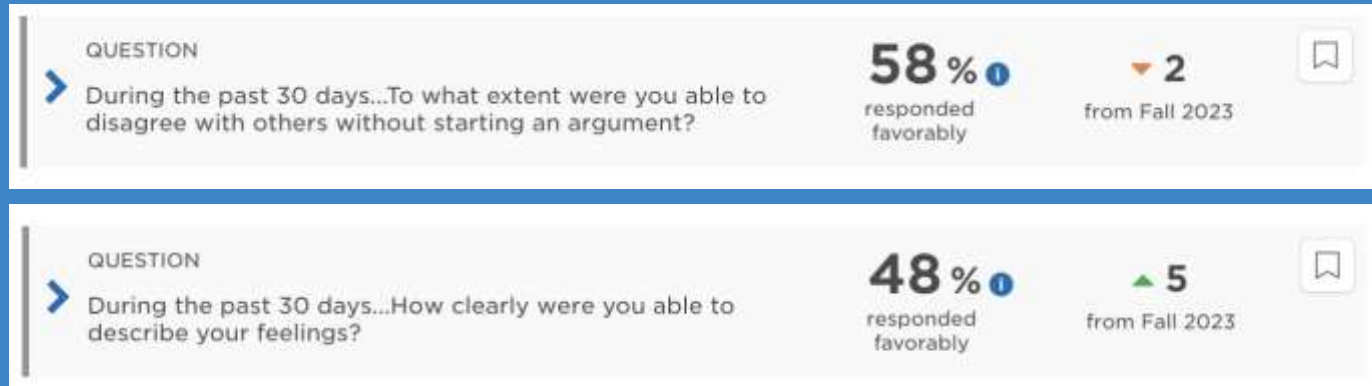 QUESTION
During the past 30 days...To what extent were you able to
disagree with others without starting an argument?
58 %
responded
favorably
2
from Fall 2023
QUESTION
During the past 30 days...How clearly were you able to
describe your feelings?
48 %
responded
favorably
5
from Fall 2023